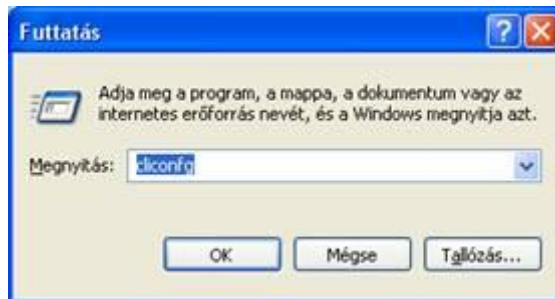 Futtatás
Adja meg a program, a mappa, a dokumentum vagy az
internetes erőforrás nevét, és a Windows megnyitja azt.
Megnyitás: cliconfg
OK Mégse Tallózás...